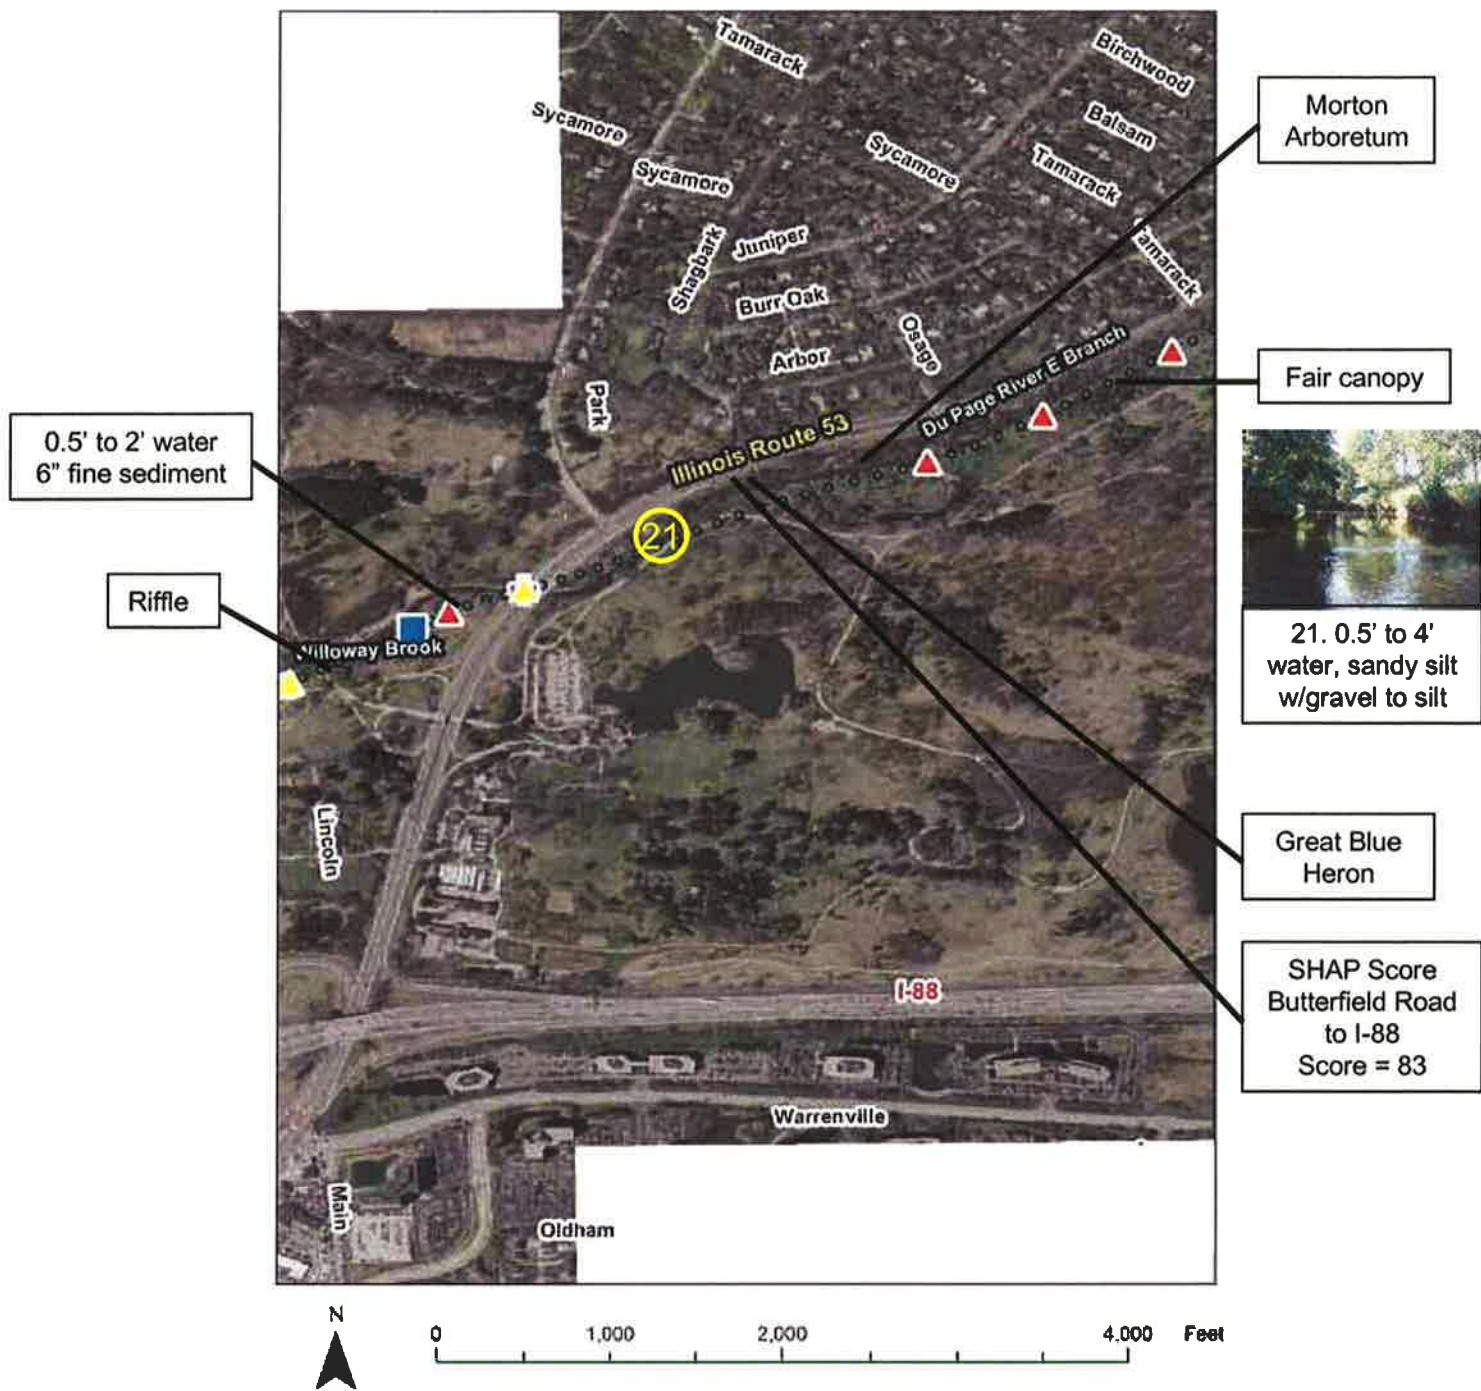 Tamarack
Birchwood
Sycamore
Balsam
Sycamore
Sycamore
Tamarack
Tamarack
Shagbark
Juniper
Burr Oak
Arbor
Osage
Park
Du Page River E Branch
Illinois Route 53
21
Willoway Brook
Lincoln
I-88
Warrenville
Main
Oldham
Morton
Arboretum
Fair canopy
0.5' to 2' water
6" fine sediment
Riffle
21. 0.5' to 4'
water, sandy silt
w/gravel to silt
Great Blue
Heron
SHAP Score
Butterfield Road
to I-88
Score = 83
N
0 1,000 2,000 4,000 Feet